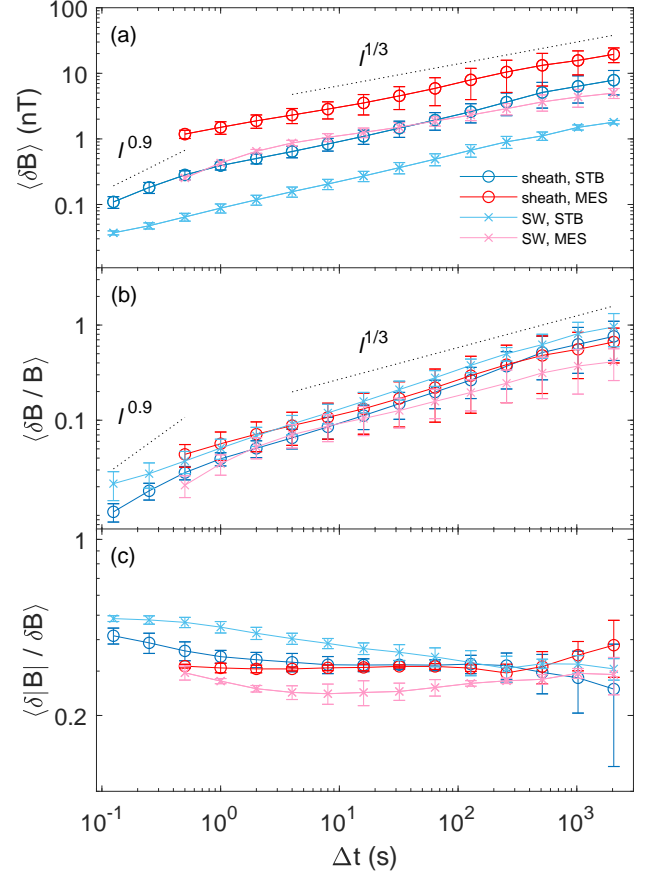 (a)
100
10
1
0.1
⟨δB⟩ (nT)
l^{1/3}
l^{0.9}
sheath, STB
sheath, MES
SW, STB
SW, MES
(b)
1
0.1
⟨δB / B⟩
l^{1/3}
l^{0.9}
(c)
1
0.2
⟨δ|B| / δB⟩
10^{-1} 10^{0} 10^{1} 10^{2} 10^{3}
Δt (s)